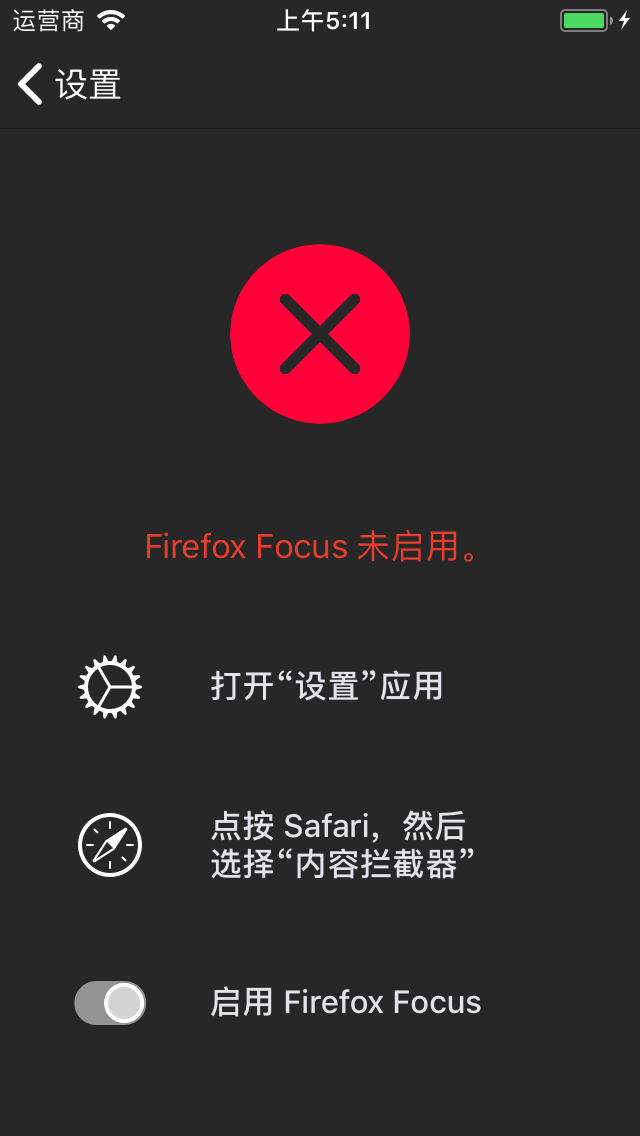 运营商
上午5:11
设置
Firefox Focus 未启用。
打开“设置”应用
点按 Safari，然后
选择“内容拦截器”
启用 Firefox Focus